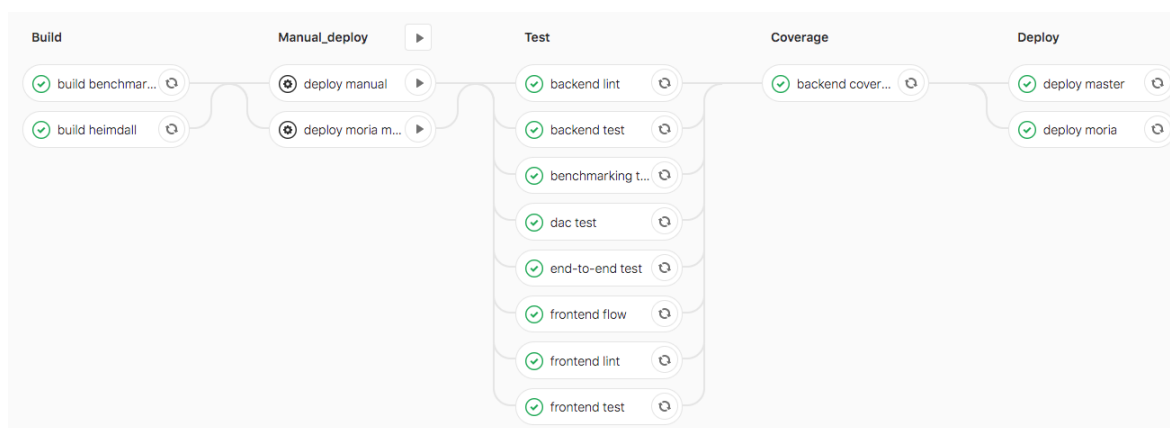 Build
Manual_deploy
Test
Coverage
Deploy
build benchmar...
deploy manual
backend lint
backend cover...
deploy master
build heimdall
deploy moria m...
backend test
deploy moria
benchmarking t...
dac test
end-to-end test
frontend flow
frontend lint
frontend test